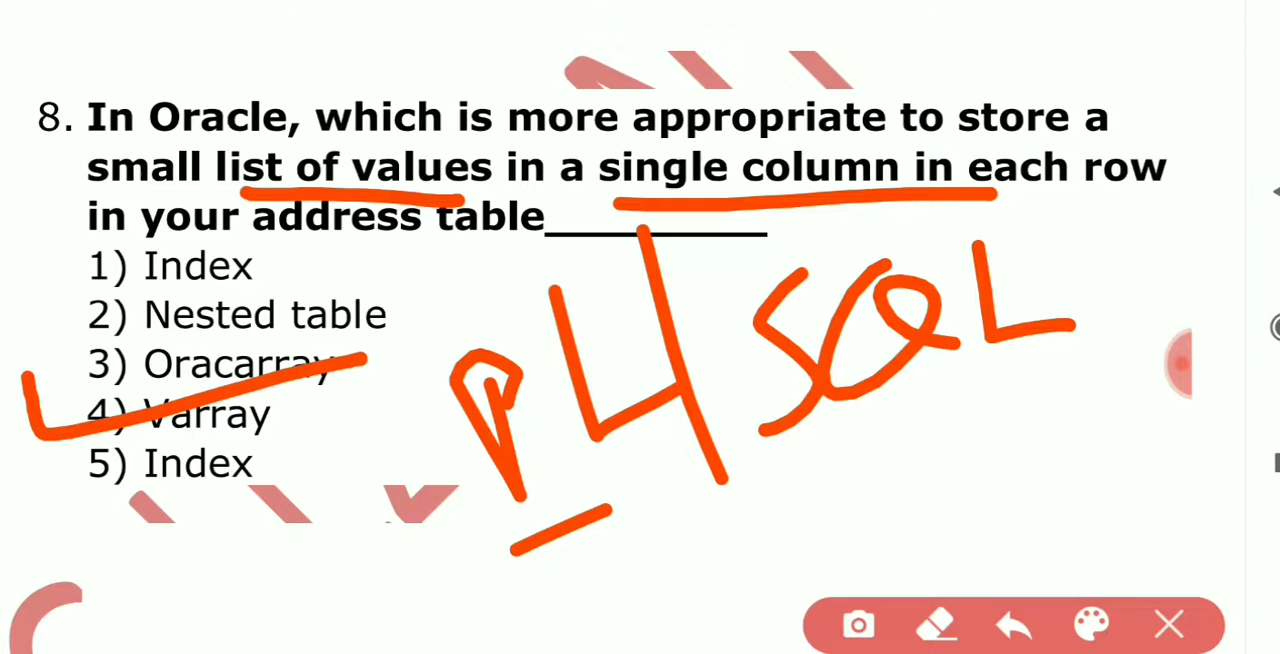 8. In Oracle, which is more appropriate to store a
small list of values in a single column in each row
in your address table___________
1) Index
2) Nested table
3) Oracarray
4) Varray
5) Index
PL/SQL